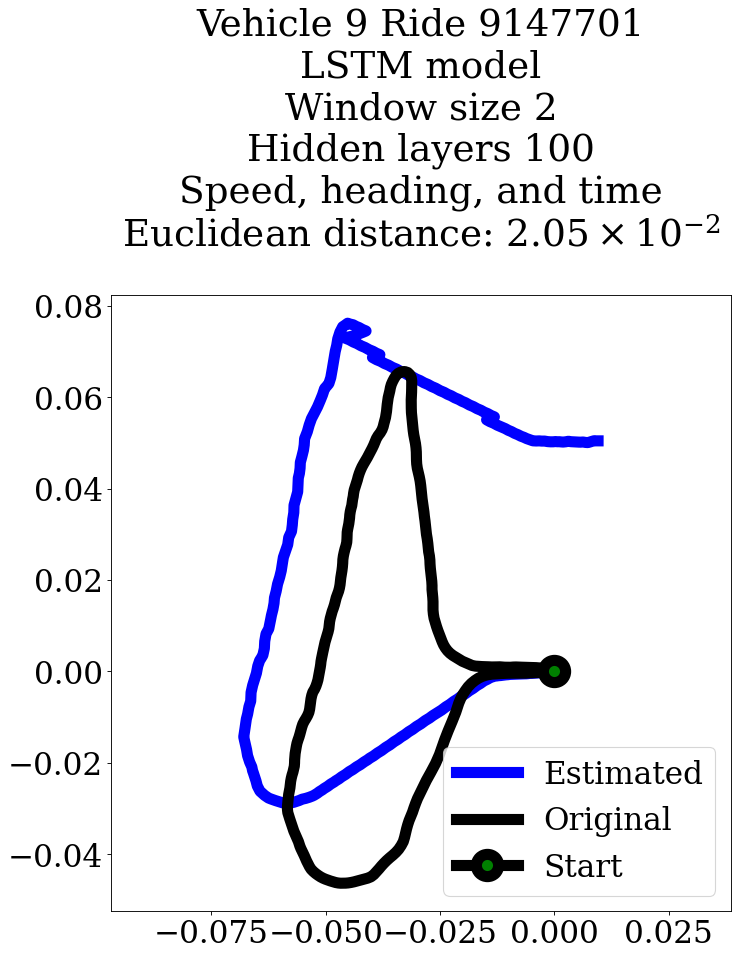 Vehicle 9 Ride 9147701
LSTM model
Window size 2
Hidden layers 100
Speed, heading, and time
Euclidean distance: 2.05 × 10⁻²
0.08
0.06
0.04
0.02
0.00
−0.02
−0.04
Estimated
Original
Start
−0.075 −0.050 −0.025 0.000 0.025